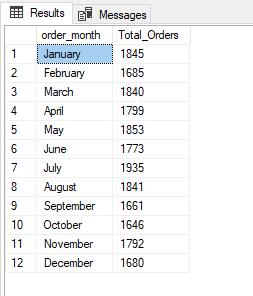 Results Messages
order_month Total_Orders
1 January 1845
2 February 1685
3 March 1840
4 April 1799
5 May 1853
6 June 1773
7 July 1935
8 August 1841
9 September 1661
10 October 1646
11 November 1792
12 December 1680